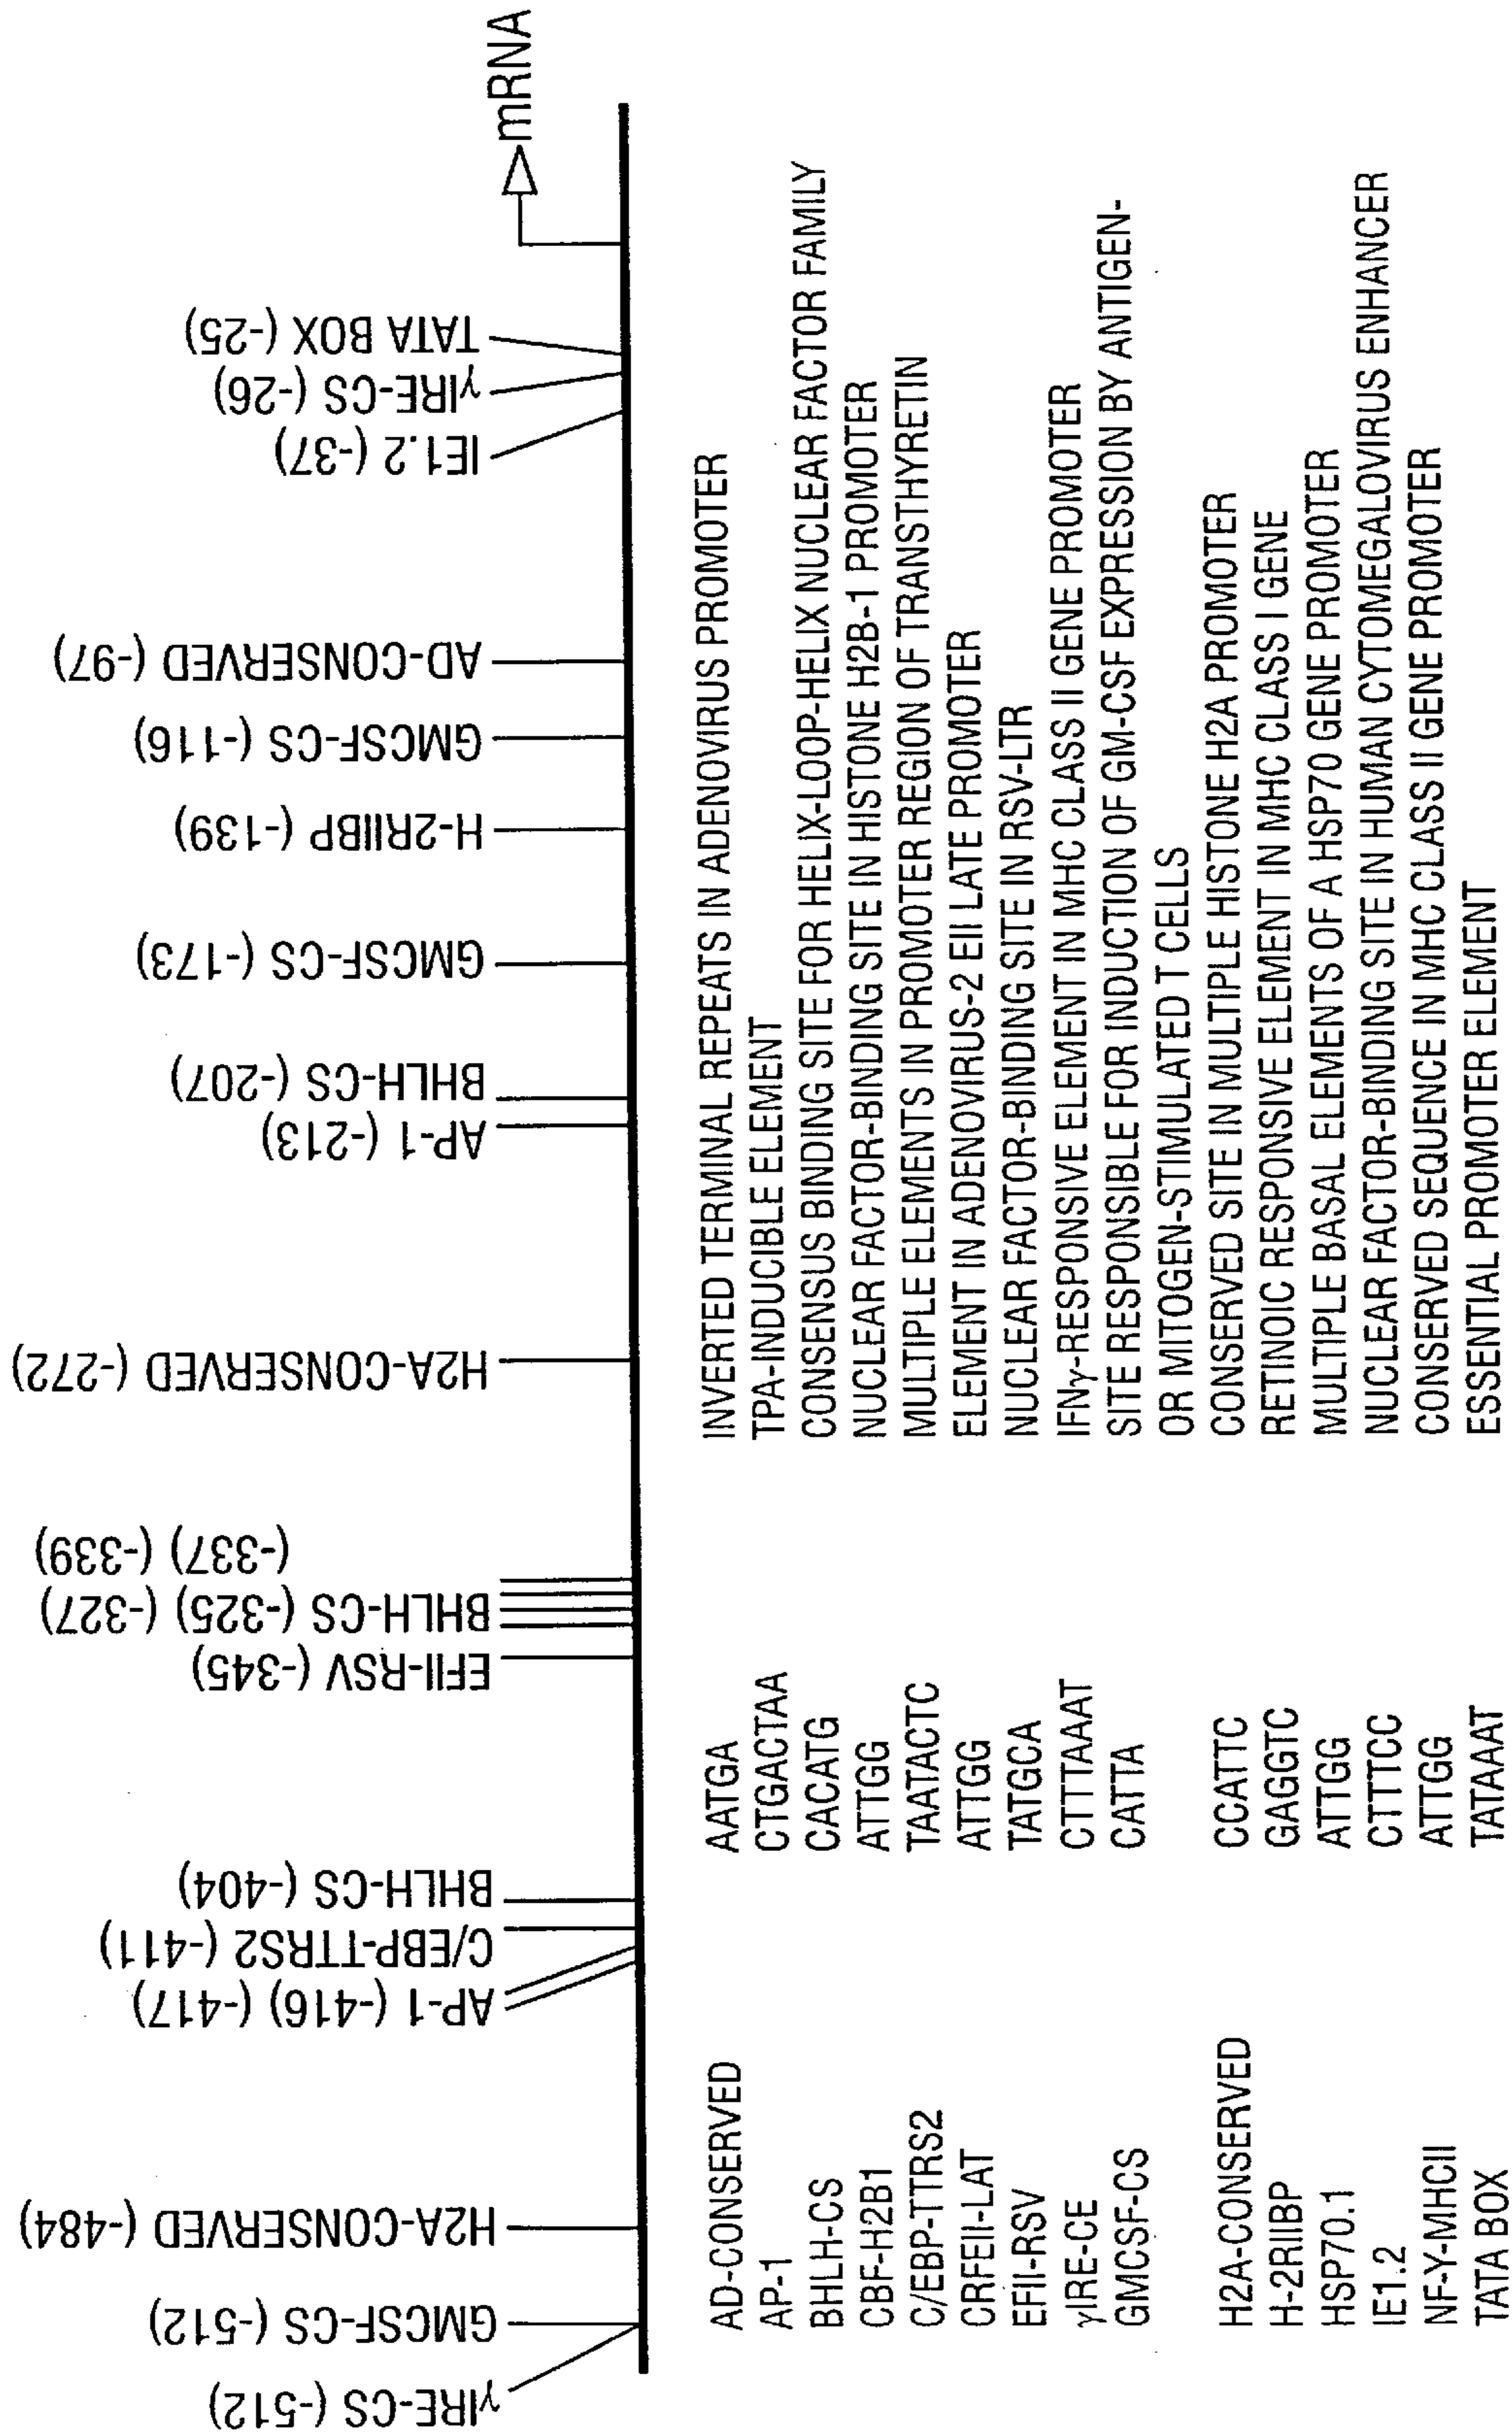 γIRE-CS (-512)
GMCSF-CS (-512)
H2A-CONSERVED (-484)
AP-1 (-416) (-417)
C/EBP-TTRS2 (-411)
BHLH-CS (-404)
EFII-RSV (-345)
BHLH-CS (-325) (-327)
(-337) (-339)
H2A-CONSERVED (-272)
AP-1 (-213)
BHLH-CS (-207)
GMCSF-CS (-173)
H-2RIIBP (-139)
GMCSF-CS (-116)
AD-CONSERVED (-97)
IE1.2 (-37)
γIRE-CS (-26)
TATA BOX (-25)
mRNA
AD-CONSERVED AATGA INVERTED TERMINAL REPEATS IN ADENOVIRUS PROMOTER
AP-1 CTGACTAA TPA-INDUCIBLE ELEMENT
BHLH-CS CACATG CONSENSUS BINDING SITE FOR HELIX-LOOP-HELIX NUCLEAR FACTOR FAMILY
CBF-H2B1 ATTGG NUCLEAR FACTOR-BINDING SITE IN HISTONE H2B-1 PROMOTER
C/EBP-TTRS2 TAATACTC MULTIPLE ELEMENTS IN PROMOTER REGION OF TRANSTHYRETIN
CRFEII-LAT ATTGG ELEMENT IN ADENOVIRUS-2 EII LATE PROMOTER
EFII-RSV TATGCA NUCLEAR FACTOR-BINDING SITE IN RSV-LTR
γIRE-CE CTTTAAAT IFNγ-RESPONSIVE ELEMENT IN MHC CLASS II GENE PROMOTER
GMCSF-CS CATTA SITE RESPONSIBLE FOR INDUCTION OF GM-CSF EXPRESSION BY ANTIGEN-
OR MITOGEN-STIMULATED T CELLS
H2A-CONSERVED CCATTC CONSERVED SITE IN MULTIPLE HISTONE H2A PROMOTER
H-2RIIBP GAGGTC RETINOIC RESPONSIVE ELEMENT IN MHC CLASS I GENE
HSP70.1 ATTGG MULTIPLE BASAL ELEMENTS OF A HSP70 GENE PROMOTER
IE1.2 CTTTCC NUCLEAR FACTOR-BINDING SITE IN HUMAN CYTOMEGALOVIRUS ENHANCER
NF-Y-MHCII ATTGG CONSERVED SEQUENCE IN MHC CLASS II GENE PROMOTER
TATA BOX TATAAAT ESSENTIAL PROMOTER ELEMENT